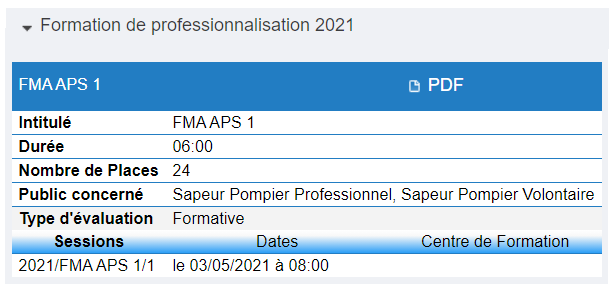 Formation de professionnalisation 2021
FMA APS 1 PDF
Intitulé FMA APS 1
Durée 06:00
Nombre de Places 24
Public concerné Sapeur Pompier Professionnel, Sapeur Pompier Volontaire
Type d'évaluation Formative
Sessions Dates Centre de Formation
2021/FMA APS 1/1 le 03/05/2021 à 08:00